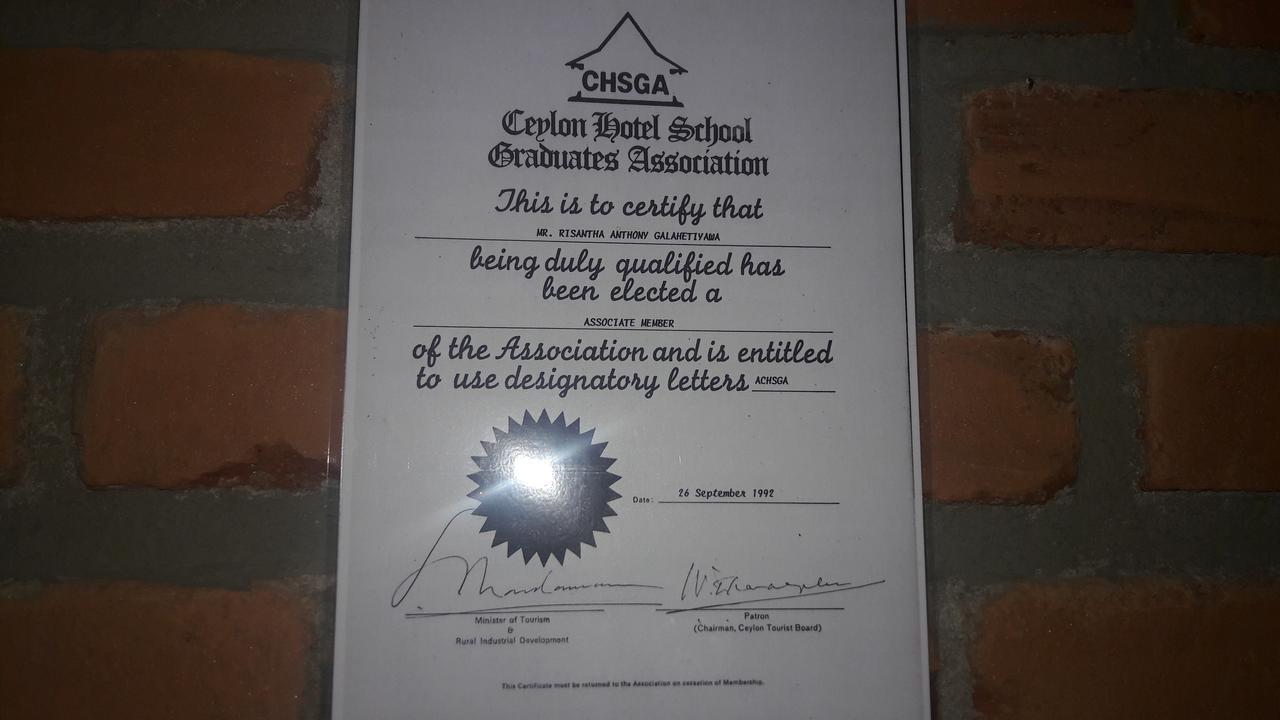 CHSGA
Ceylon Hotel School
Graduates Association
This is to certify that
MR. RISANTHA ANTHONY GALAHETIYAWA
being duly qualified has
been elected a
ASSOCIATE MEMBER
of the Association and is entitled
to use designatory letters ACHSGA
Date: 26 September 1992
Minister of Tourism
&
Rural Industrial Development
Patron
(Chairman, Ceylon Tourist Board)
This Certificate must be returned to the Association on cessation of Membership.